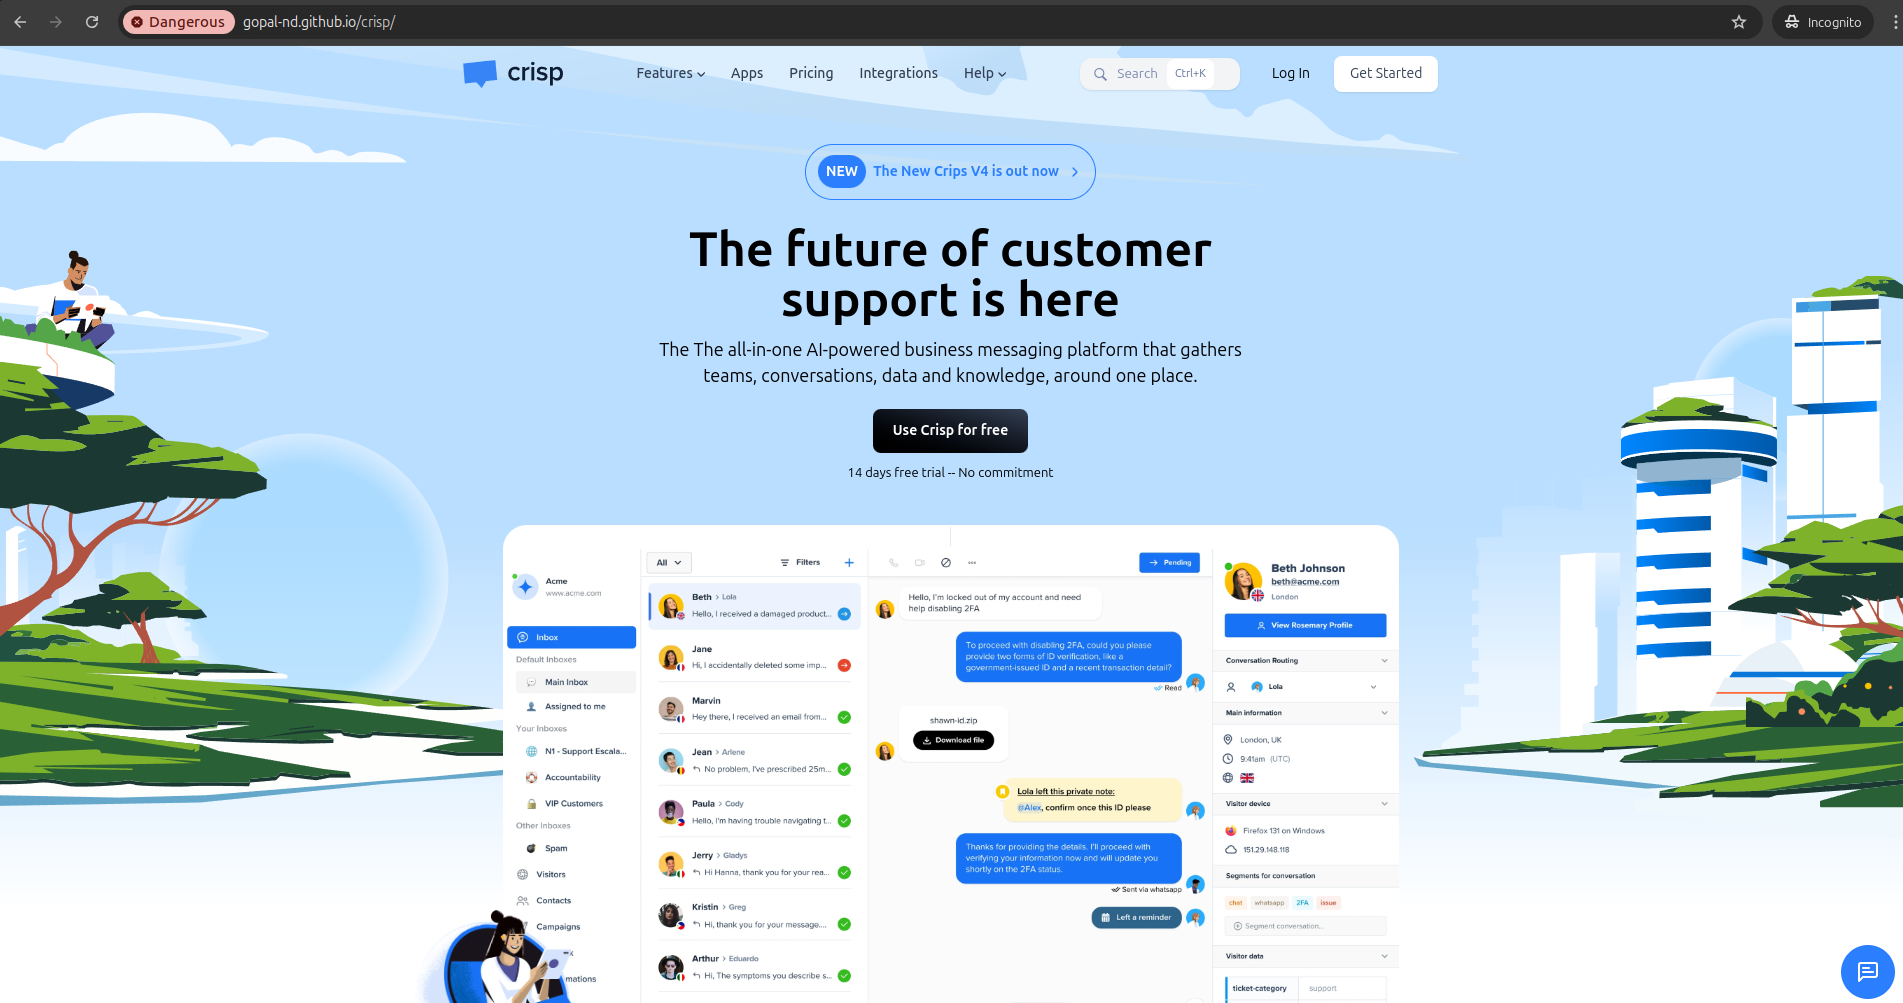 Dangerous gopal-nd.github.io/crisp/ Incognito
crisp Features Apps Pricing Integrations Help Search Ctrl+K Log In Get Started
NEW The New Crips V4 is out now
The future of customer
support is here
The The all-in-one AI-powered business messaging platform that gathers
teams, conversations, data and knowledge, around one place.
Use Crisp for free
14 days free trial -- No commitment
Acme
www.acme.com
Inbox
Default Inboxes
Main Inbox
Assigned to me
Your Inboxes
N1 - Support Escala...
Accountability
VIP Customers
Other Inboxes
Spam
Visitors
Contacts
Campaigns
mations
All Filters
Beth > Lola
Hello, I received a damaged product...
Jane
Hi, I accidentally deleted some imp...
Marvin
Hey there, I received an email from...
Jean > Arlene
No problem, I've prescribed 25m...
Paula > Cody
Hello, I'm having trouble navigating t...
Jerry > Gladys
Hi Hanna, thank you for your rea...
Kristin > Greg
Hi, thank you for your message....
Arthur > Eduardo
Hi, The symptoms you describe s...
Pending
Hello, I'm locked out of my account and need
help disabling 2FA
To proceed with disabling 2FA, could you please
provide two forms of ID verification, like a
government-issued ID and a recent transaction detail?
Read
shawn-id.zip
Download file
Lola left this private note:
@Alex, confirm once this ID please
Thanks for providing the details. I'll proceed with
verifying your information now and will update you
shortly on the 2FA status.
Sent via whatsapp
Left a reminder
Beth Johnson
beth@acme.com
London
View Rosemary Profile
Conversation Routing
Lola
Main information
London, UK
9:41am (UTC)
Visitor device
Firefox 131 on Windows
151.29.148.118
Segments for conversation
chat whatsapp 2FA issue
Segment conversation...
Visitor data
ticket-category support